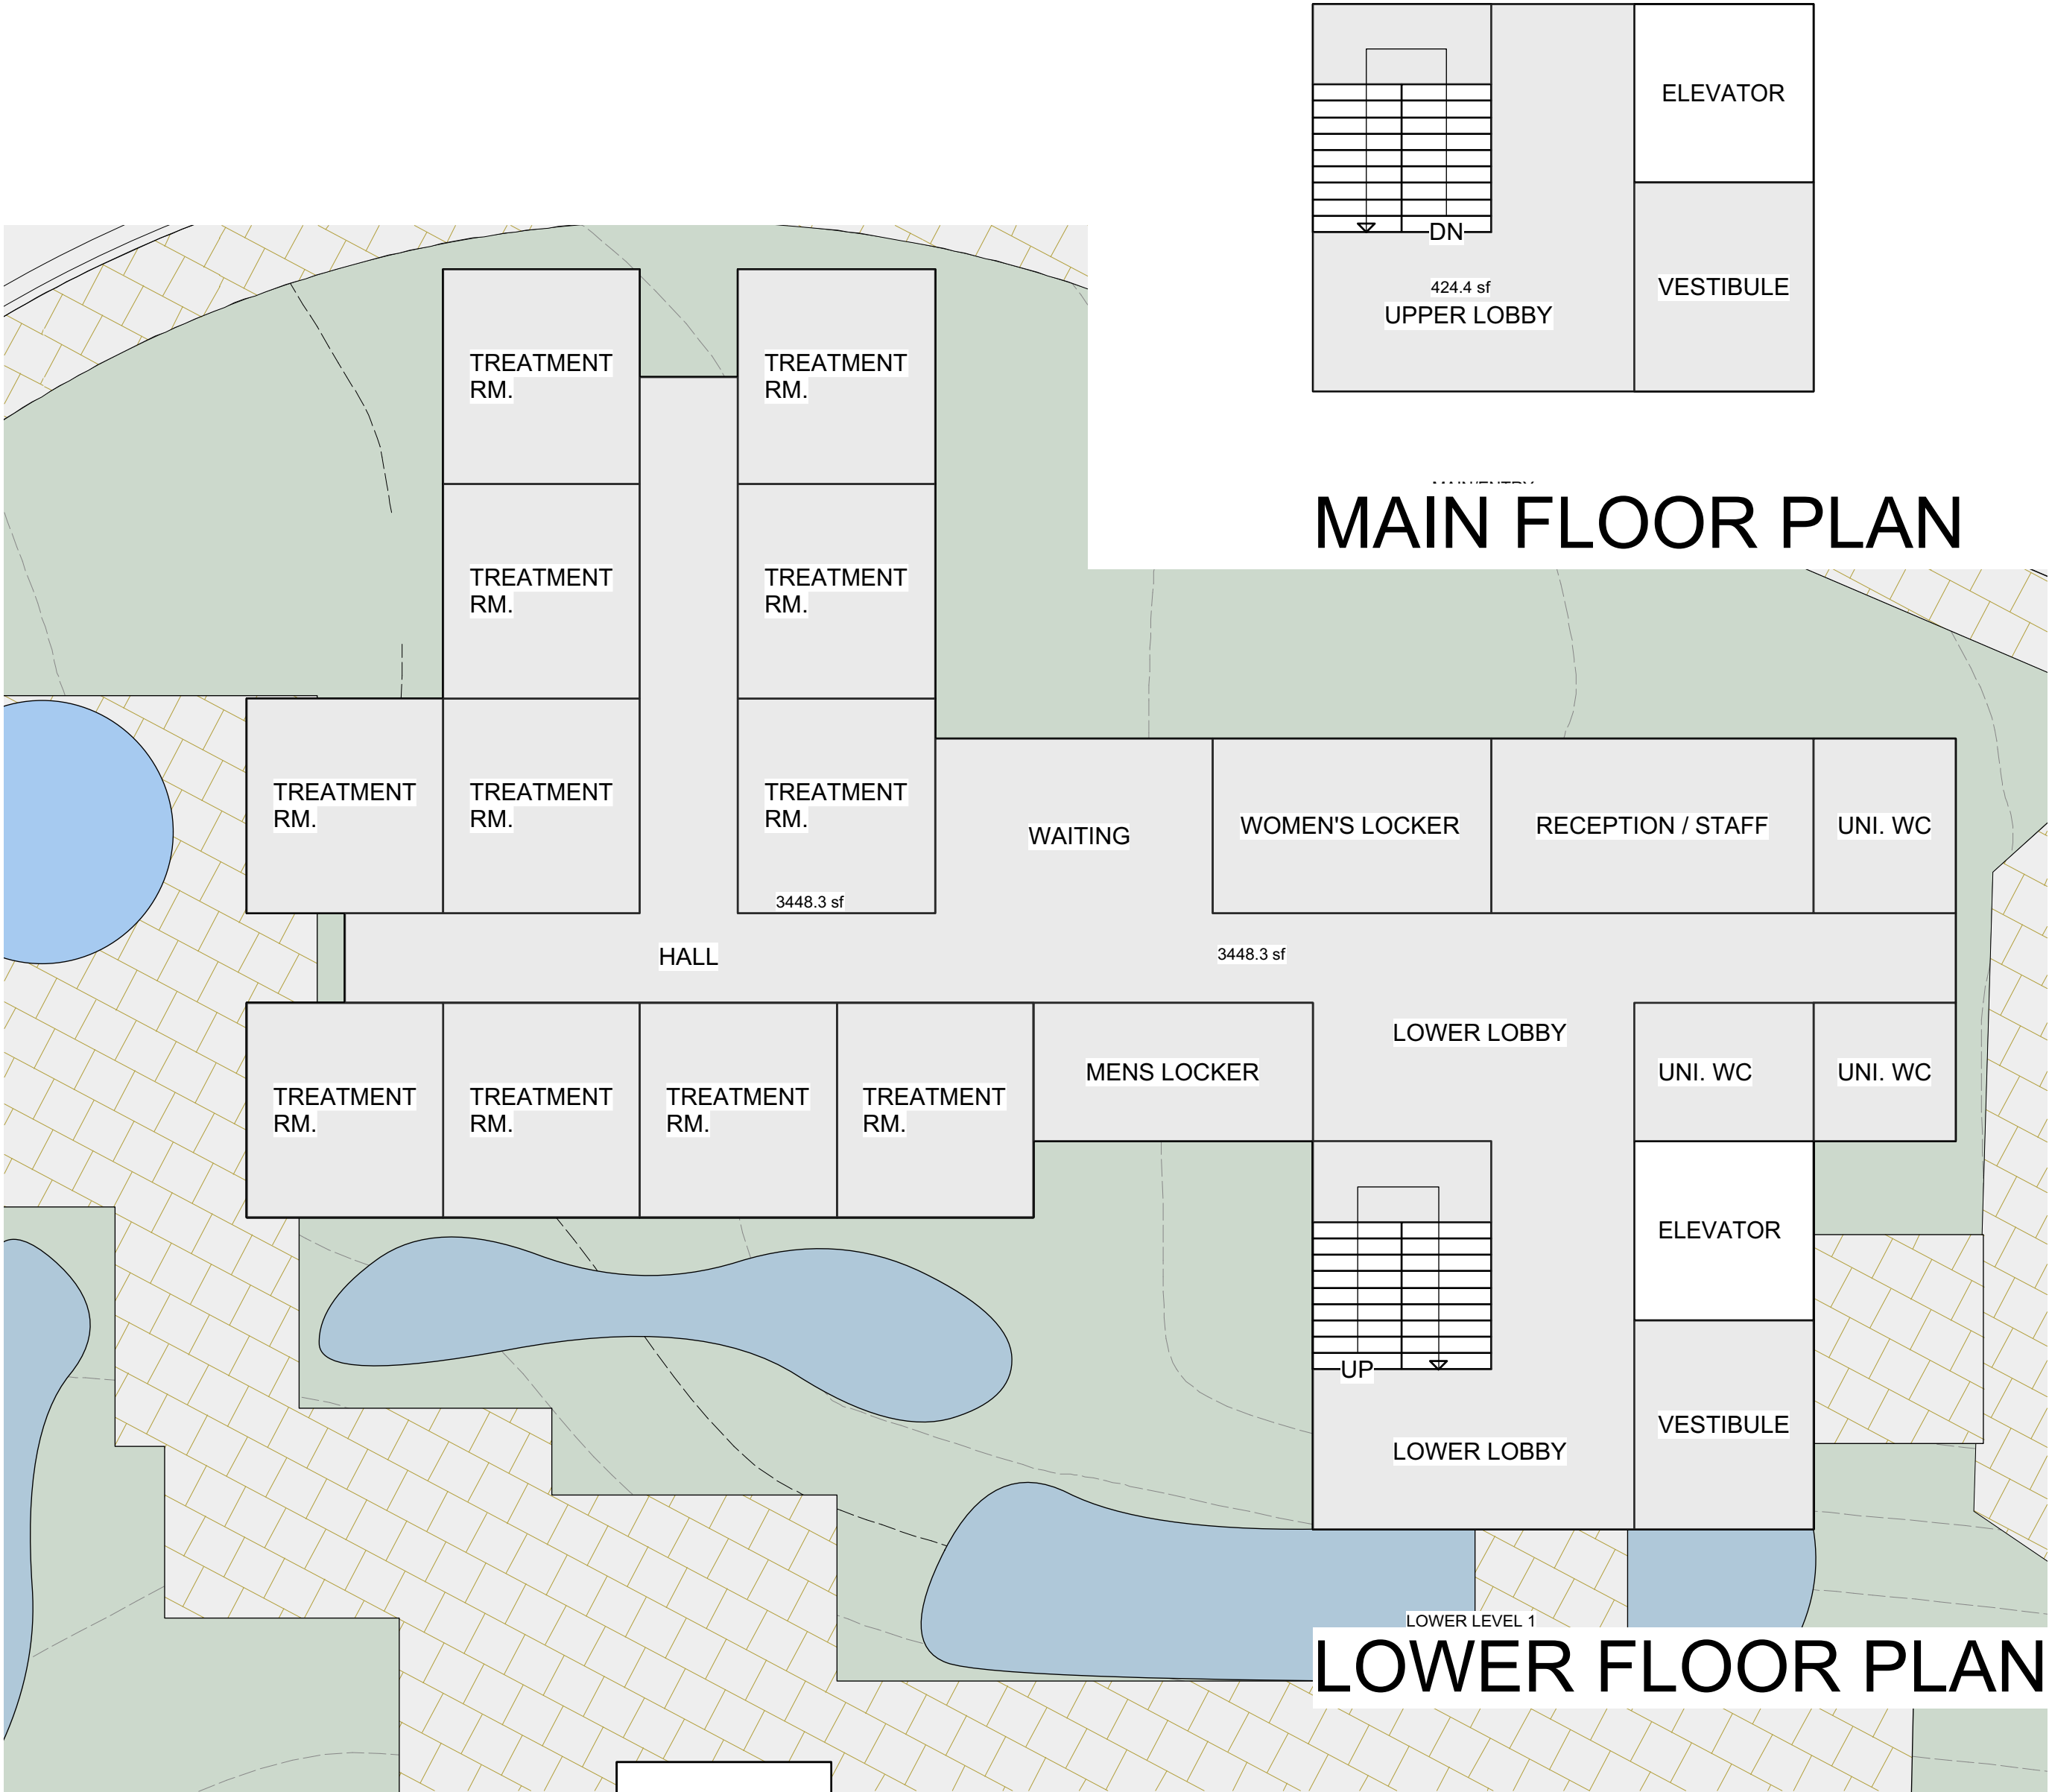 ELEVATOR
DN
424.4 sf
UPPER LOBBY
VESTIBULE
MAIN/ENTRY
MAIN FLOOR PLAN
TREATMENT
RM.
TREATMENT
RM.
TREATMENT
RM.
TREATMENT
RM.
TREATMENT
RM.
TREATMENT
RM.
TREATMENT
RM.
3448.3 sf
WAITING
WOMEN'S LOCKER
RECEPTION / STAFF
UNI. WC
HALL
3448.3 sf
LOWER LOBBY
TREATMENT
RM.
TREATMENT
RM.
TREATMENT
RM.
TREATMENT
RM.
MENS LOCKER
UNI. WC
UNI. WC
ELEVATOR
UP
LOWER LOBBY
VESTIBULE
LOWER LEVEL 1
LOWER FLOOR PLAN